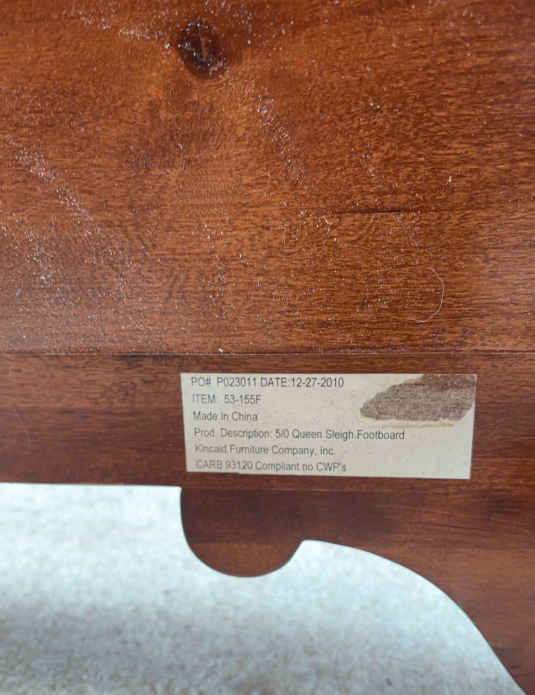 PO# P023011 DATE:12-27-2010
ITEM: 53-155F
Made In China
Prod. Description: 5/0 Queen Sleigh Footboard
Kincaid Furniture Company, Inc.
CARB 93120 Compliant no CWP's